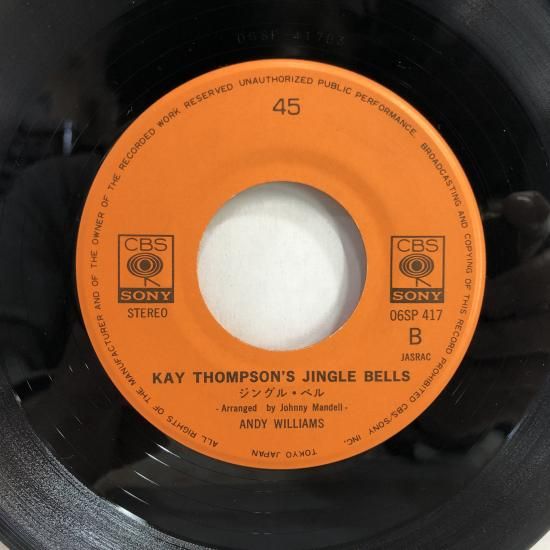 06SP-41703
ALL RIGHTS OF THE MANUFACTURER AND OF THE OWNER OF THE RECORDED WORK RESERVED UNAUTHORIZED PUBLIC PERFORMANCE, BROADCASTING AND COPYING OF THIS RECORD PROHIBITED CBS/SONY INC.
TOKYO JAPAN
45
CBS
SONY
STEREO
CBS
SONY
06SP 417
B
JASRAC
KAY THOMPSON'S JINGLE BELLS
ジングル・ベル
- Arranged by Johnny Mandell -
ANDY WILLIAMS